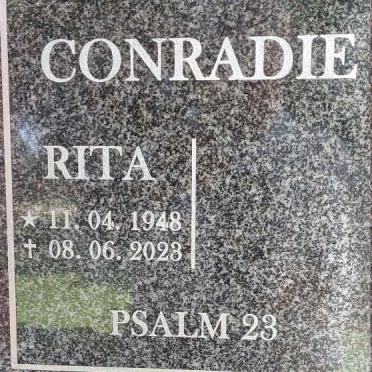 CONRADIE
RITA
★ 11. 04. 1948
✝ 08. 06. 2023
PSALM 23